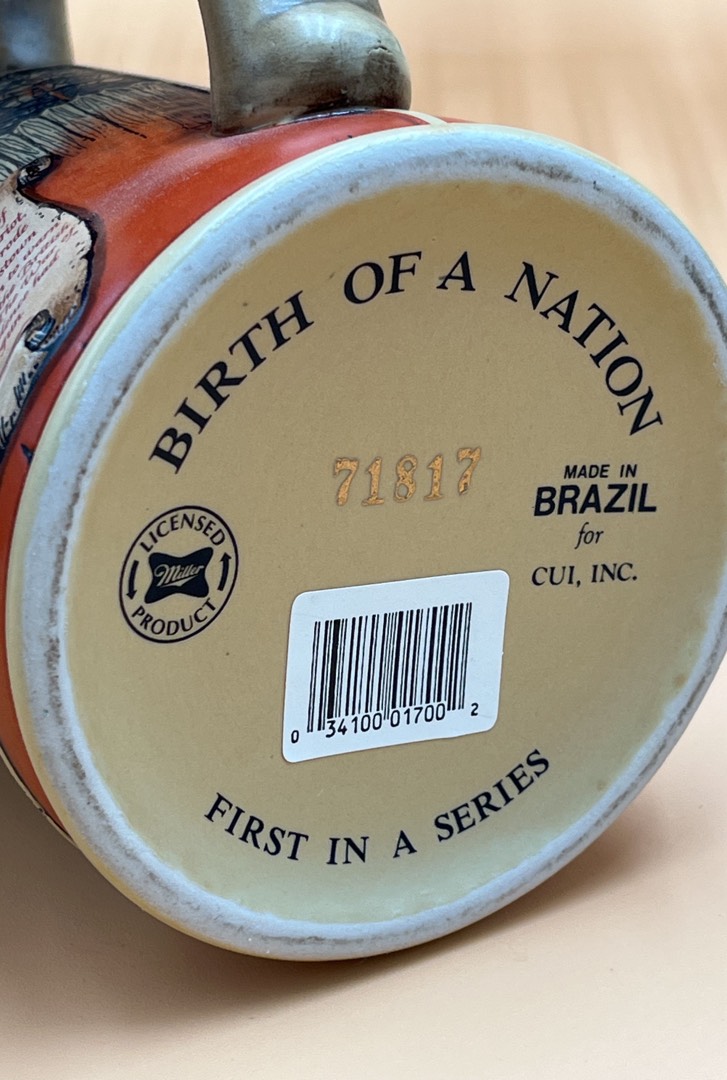 BIRTH OF A NATION
71817
MADE IN
BRAZIL
for
CUI, INC.
LICENSED
Miller
PRODUCT
0 34100 01700 2
FIRST IN A SERIES